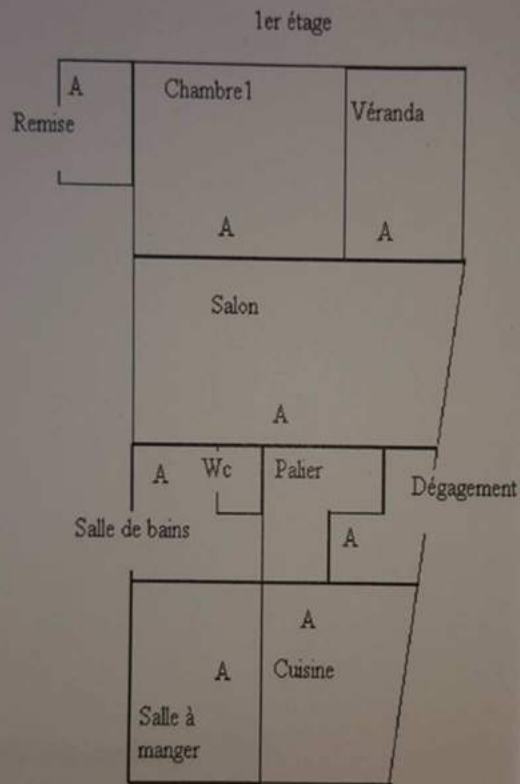 1er étage
A
Chambre1
Véranda
Remise
A
A
Salon
A
A
Wc
Palier
Dégagement
Salle de bains
A
A
Cuisine
A
Salle à
manger